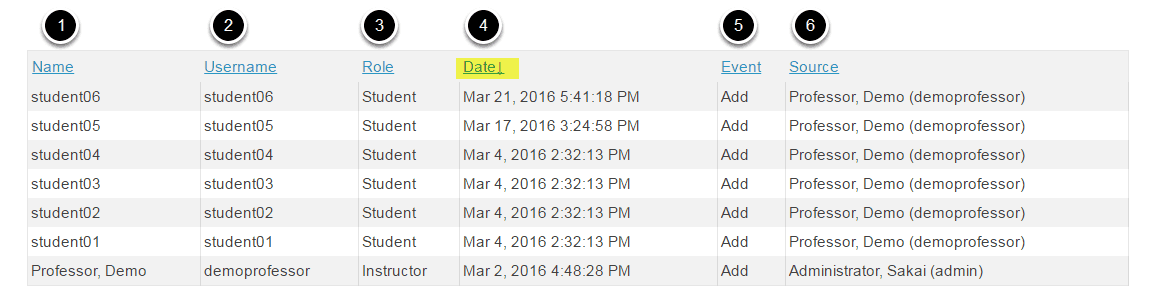 1 2 3 4 5 6
Name Username Role Date↓ Event Source
student06 student06 Student Mar 21, 2016 5:41:18 PM Add Professor, Demo (demoprofessor)
student05 student05 Student Mar 17, 2016 3:24:58 PM Add Professor, Demo (demoprofessor)
student04 student04 Student Mar 4, 2016 2:32:13 PM Add Professor, Demo (demoprofessor)
student03 student03 Student Mar 4, 2016 2:32:13 PM Add Professor, Demo (demoprofessor)
student02 student02 Student Mar 4, 2016 2:32:13 PM Add Professor, Demo (demoprofessor)
student01 student01 Student Mar 4, 2016 2:32:13 PM Add Professor, Demo (demoprofessor)
Professor, Demo demoprofessor Instructor Mar 2, 2016 4:48:28 PM Add Administrator, Sakai (admin)